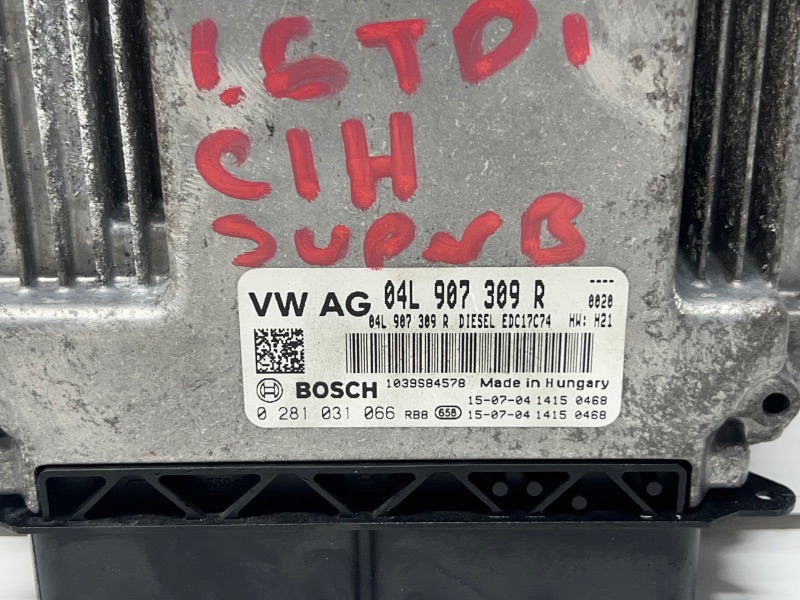 1.6TDI
CIH
SUPERB
VW AG 04L 907 309 R
---- 0020
04L 907 309 R DIESEL EDC17C74 HW: H21
BOSCH 1039S84578 Made in Hungary
15-07-04 1415 0468
0 281 031 066 RB8 658 15-07-04 1415 0468